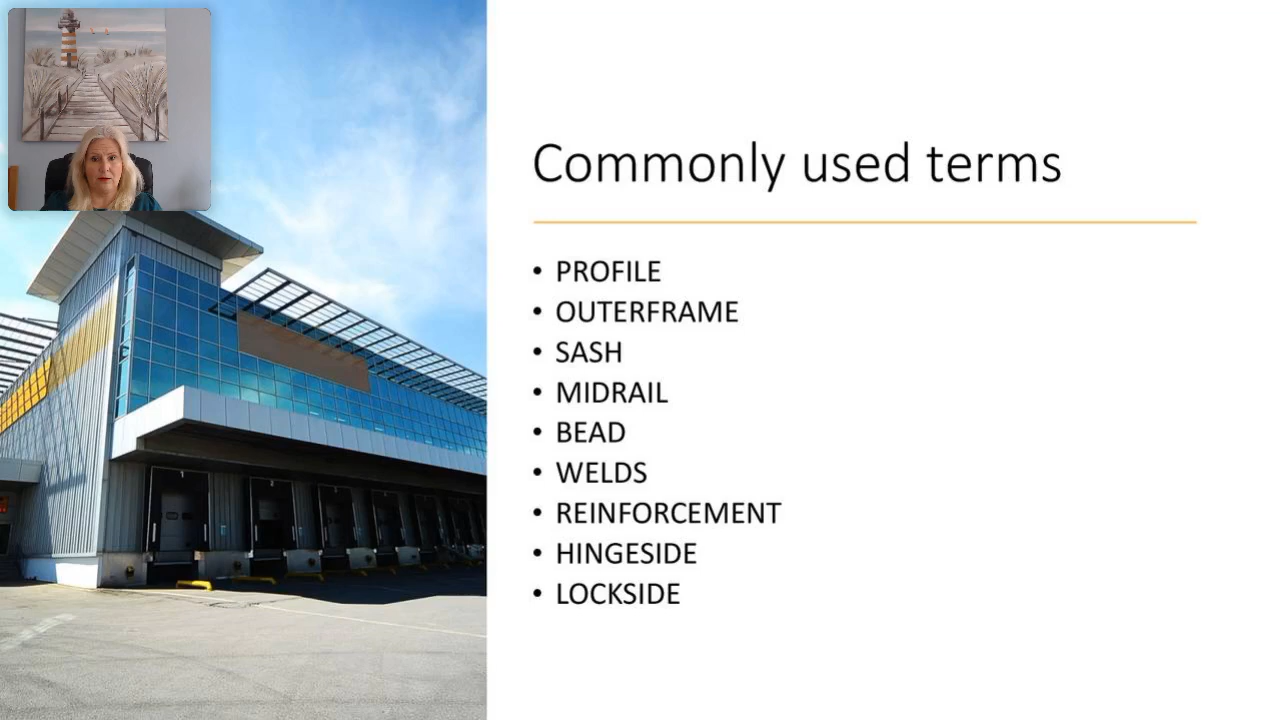 Commonly used terms
• PROFILE
• OUTERFRAME
• SASH
• MIDRAIL
• BEAD
• WELDS
• REINFORCEMENT
• HINGESIDE
• LOCKSIDE